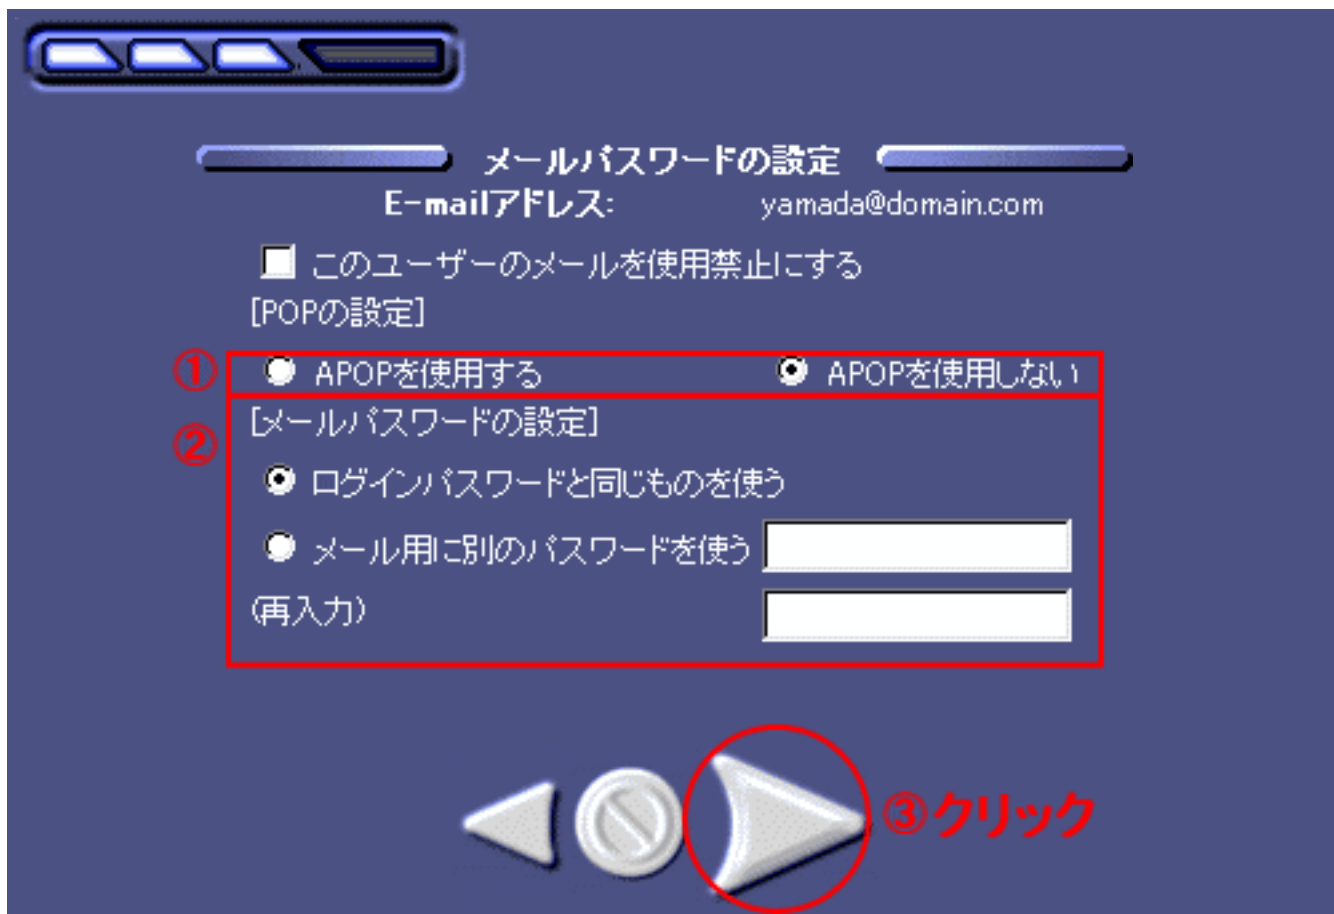 メールパスワードの設定
E-mailアドレス: yamada@domain.com
このユーザーのメールを使用禁止にする
[POPの設定]
① APOPを使用する APOPを使用しない
② [メールパスワードの設定]
ログインパスワードと同じものを使う
メール用に別のパスワードを使う
(再入力)
③クリック